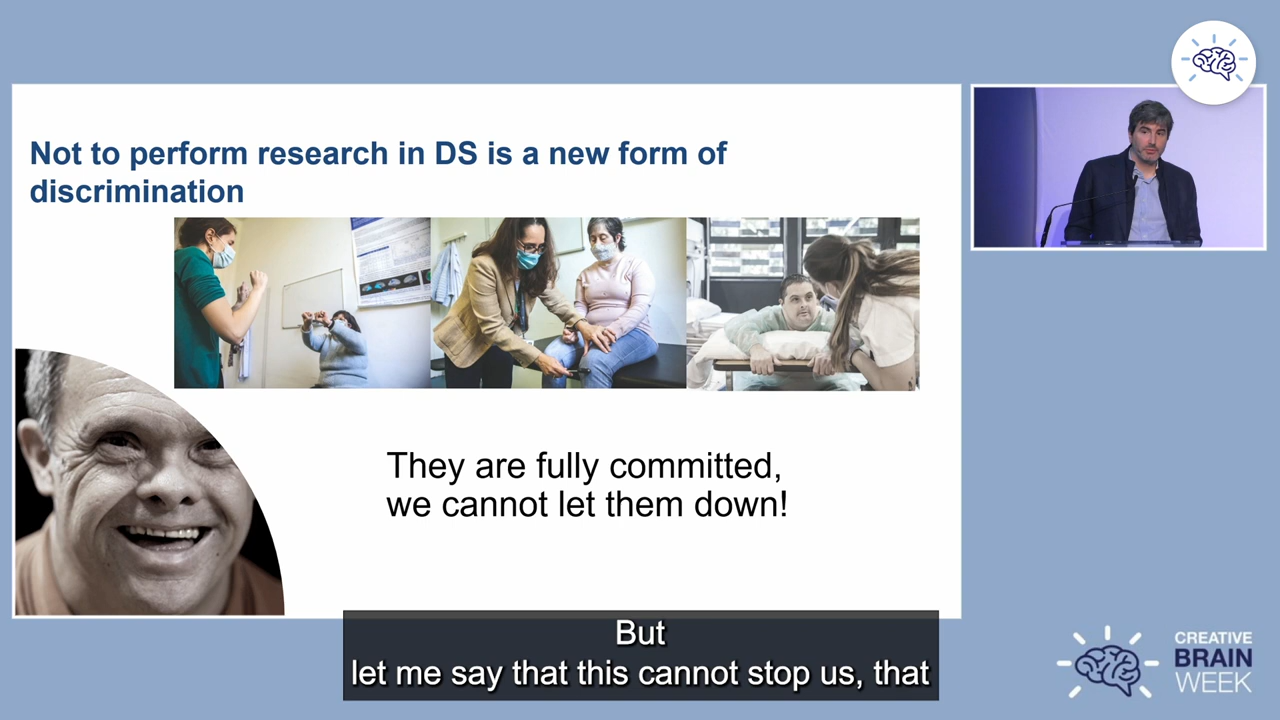 Not to perform research in DS is a new form of
discrimination
They are fully committed,
we cannot let them down!
But
let me say that this cannot stop us, that
CREATIVE
BRAIN
WEEK